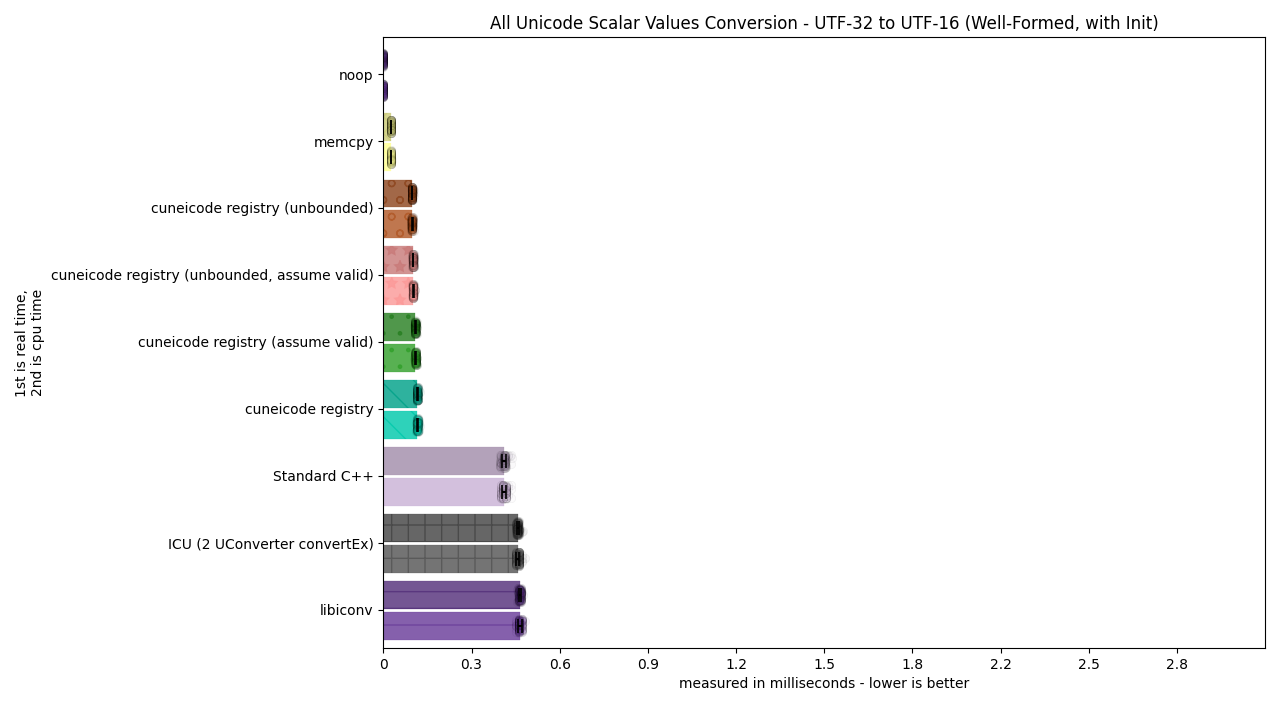 All Unicode Scalar Values Conversion - UTF-32 to UTF-16 (Well-Formed, with Init)
1st is real time,
2nd is cpu time
noop
memcpy
cuneicode registry (unbounded)
cuneicode registry (unbounded, assume valid)
cuneicode registry (assume valid)
cuneicode registry
Standard C++
ICU (2 UConverter convertEx)
libiconv
0 0.3 0.6 0.9 1.2 1.5 1.8 2.2 2.5 2.8
measured in milliseconds - lower is better